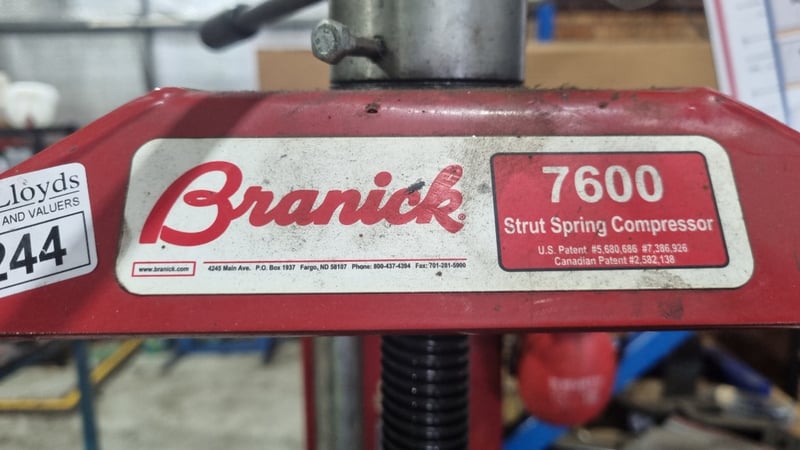 Lloyds
AND VALUERS
244
Branick
7600
Strut Spring Compressor
U.S. Patent #5,680,686 #7,386,926
Canadian Patent #2,582,138
www.branick.com
4245 Main Ave. P.O. Box 1937 Fargo, ND 58107 Phone: 800-437-4394 Fax: 701-281-5900